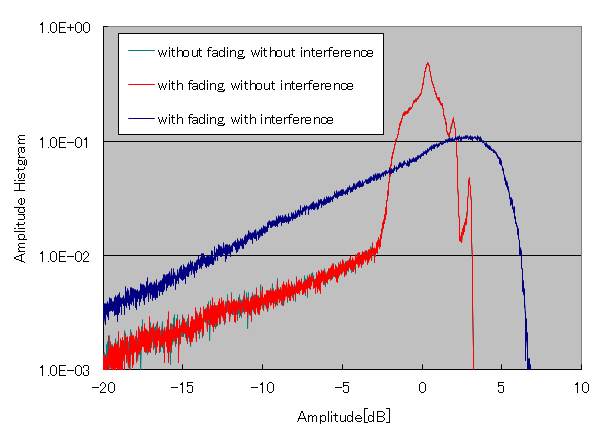 1.0E+00
without fading, without interference
with fading, without interference
with fading, with interference
1.0E-01
Amplitude Histgram
1.0E-02
1.0E-03
-20 -15 -10 -5 0 5 10
Amplitude[dB]